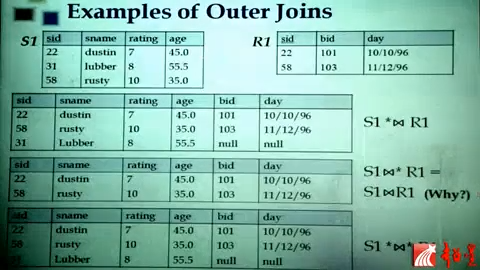 Examples of Outer Joins
S1
sid sname rating age
22 dustin 7 45.0
31 lubber 8 55.5
58 rusty 10 35.0
R1
sid bid day
22 101 10/10/96
58 103 11/12/96
sid sname rating age bid day
22 dustin 7 45.0 101 10/10/96
58 rusty 10 35.0 103 11/12/96
31 Lubber 8 55.5 null null
S1 *⋈ R1
sid sname rating age bid day
22 dustin 7 45.0 101 10/10/96
58 rusty 10 35.0 103 11/12/96
S1⋈* R1 =
S1⋈R1 (Why?)
sid sname rating age bid day
22 dustin 7 45.0 101 10/10/96
58 rusty 10 35.0 103 11/12/96
Lubber 8 55.5 null null
S1 *⋈*